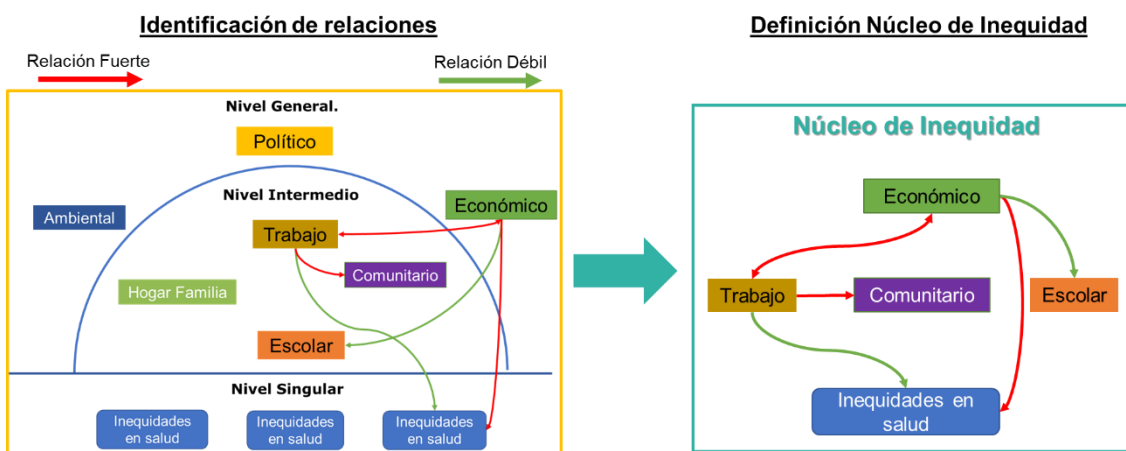 Identificación de relaciones
Relación Fuerte
Relación Débil
Nivel General.
Político
Nivel Intermedio
Ambiental
Económico
Trabajo
Comunitario
Hogar Familia
Escolar
Nivel Singular
Inequidades
en salud
Inequidades
en salud
Inequidades
en salud
Definición Núcleo de Inequidad
Núcleo de Inequidad
Económico
Trabajo
Comunitario
Escolar
Inequidades en
salud